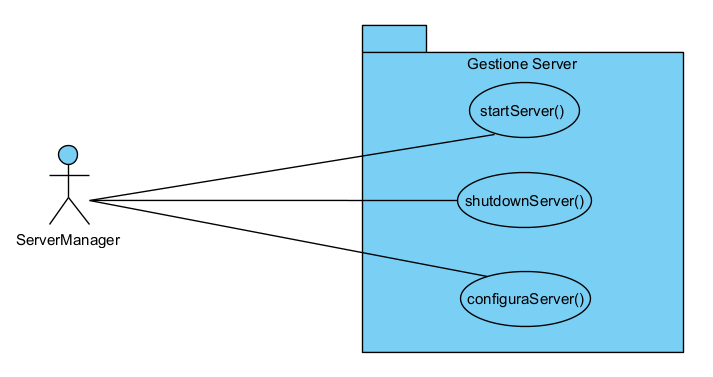 Gestione Server
startServer()
shutdownServer()
ServerManager
configuraServer()